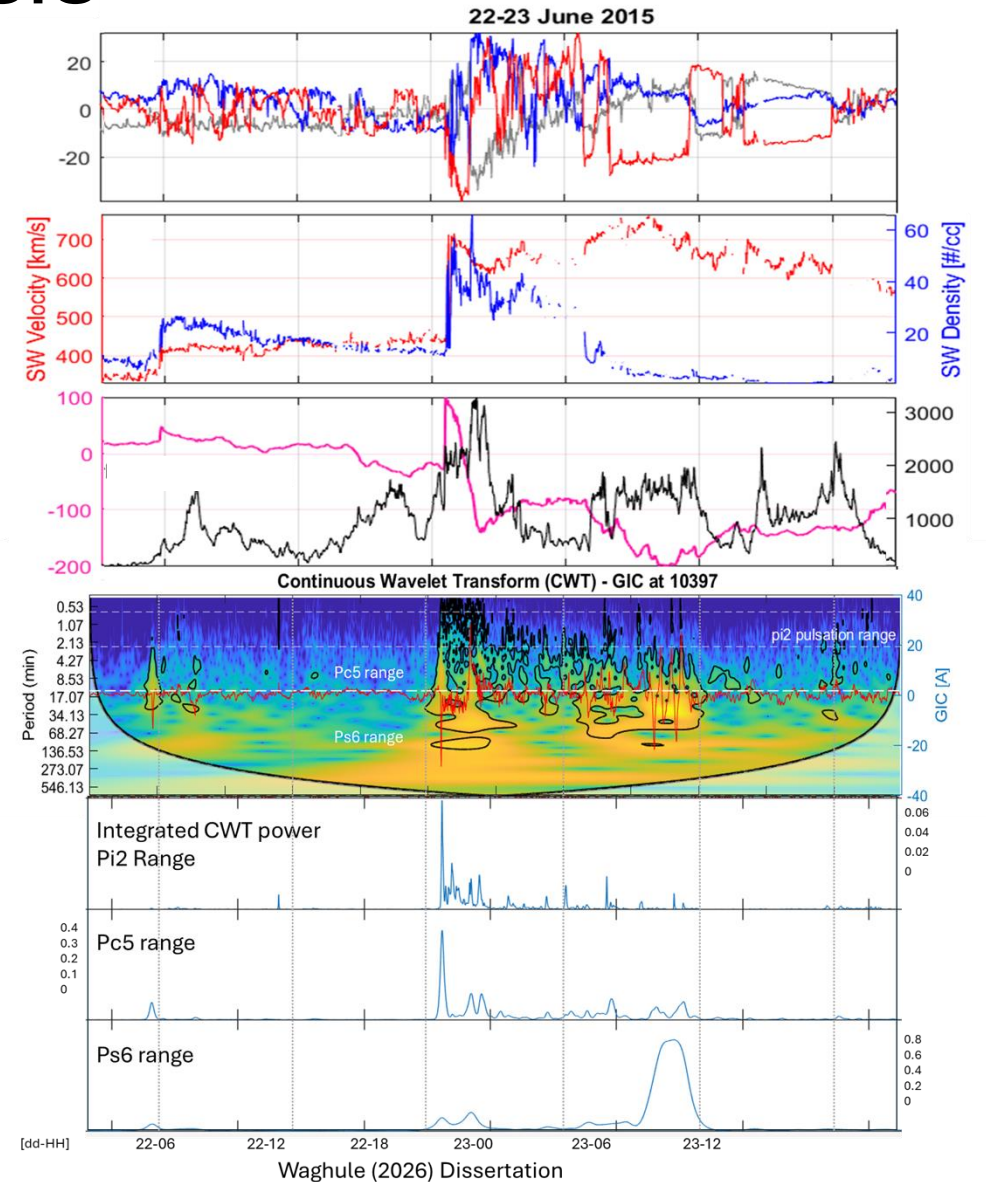 22-23 June 2015
20
0
-20
SW Velocity [km/s]
700
600
500
400
60
40
20
SW Density [#/cc]
100
0
-100
-200
3000
2000
1000
Continuous Wavelet Transform (CWT) - GIC at 10397
Period (min)
0.53
1.07
2.13
4.27
8.53
17.07
34.13
68.27
136.53
273.07
546.13
pi2 pulsation range
Pc5 range
Ps6 range
40
20
0
-20
-40
GIC [A]
Integrated CWT power
Pi2 Range
0.06
0.04
0.02
0
Pc5 range
0.4
0.3
0.2
0.1
0
Ps6 range
0.8
0.6
0.4
0.2
0
[dd-HH]
22-06 22-12 22-18 23-00 23-06 23-12
Waghule (2026) Dissertation